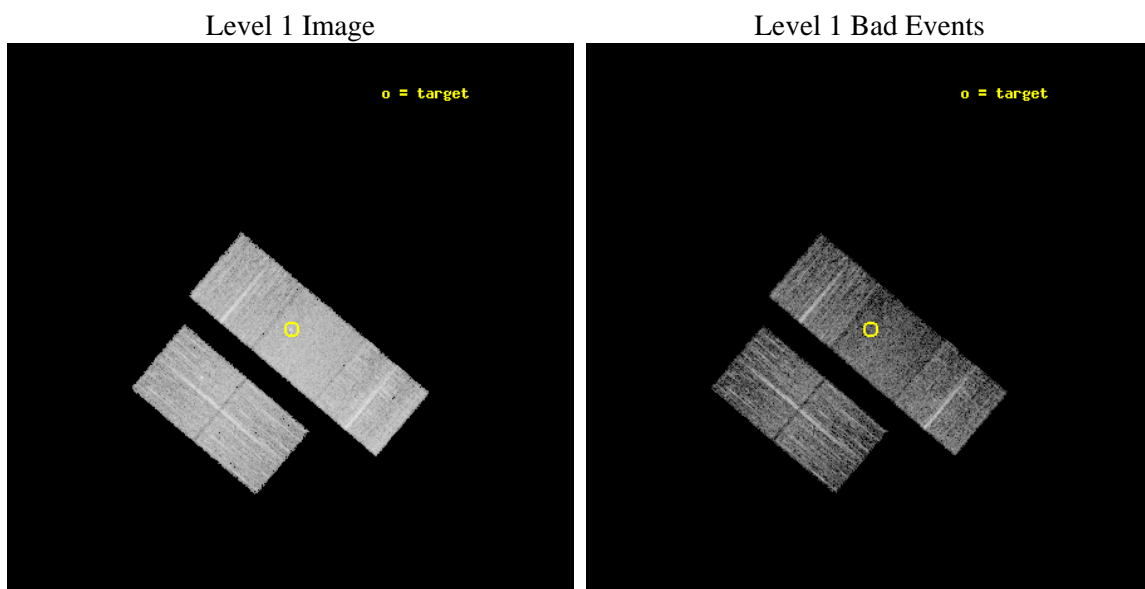 Level 1 Image
Level 1 Bad Events
o = target
o = target